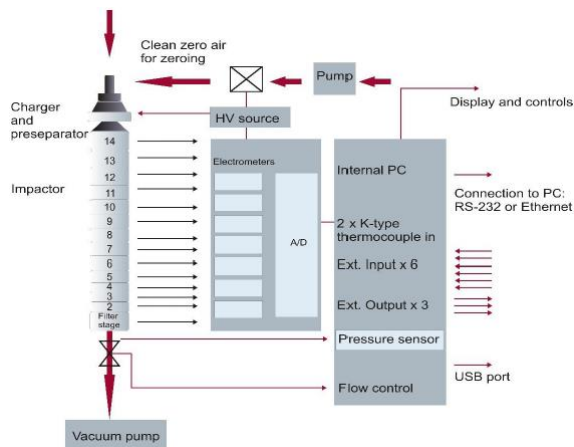 Clean zero air
for zeroing
Pump
Display and controls
Charger
and
preseparator
HV source
14
Electrometers
13
Internal PC
12
Impactor
11
Connection to PC:
RS-232 or Ethernet
10
9
2 x K-type
thermocouple in
8
A/D
7
6
Ext. Input x 6
5
4
3
Ext. Output x 3
2
Filter
stage
Pressure sensor
USB port
Flow control
Vacuum pump